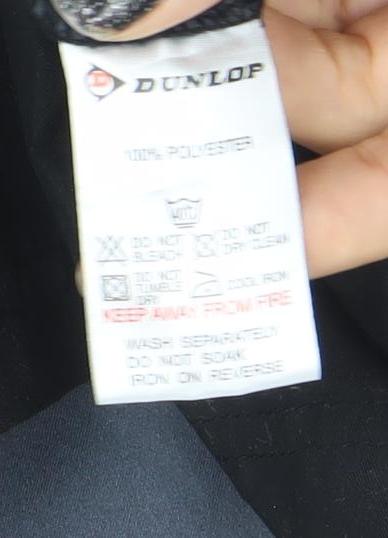 DUNLOP
100% POLYESTER
40°C
DO NOT BLEACH
DO NOT DRY CLEAN
DO NOT TUMBLE DRY
COOL IRON
KEEP AWAY FROM FIRE
WASH SEPARATELY
DO NOT SOAK
IRON ON REVERSE